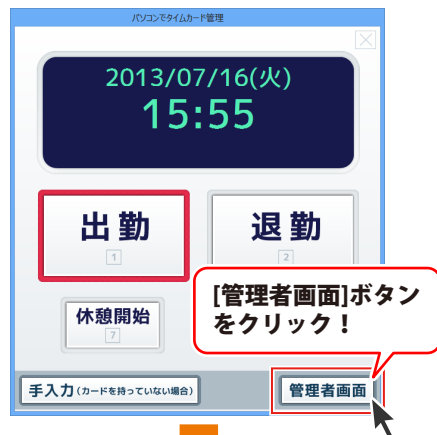 パソコンでタイムカード管理
2013/07/16(火)
15:55
出勤
1
退勤
2
休憩開始
7
[管理者画面]ボタン
をクリック！
手入力(カードを持っていない場合)
管理者画面